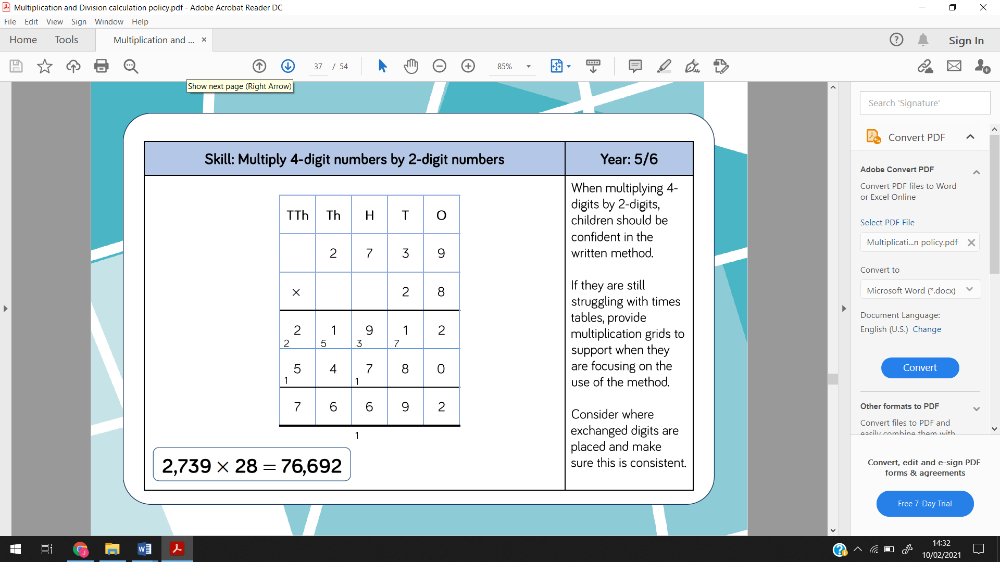 Multiplication and Division calculation policy.pdf - Adobe Acrobat Reader DC
File Edit View Sign Window Help
Home Tools Multiplication and ... × Sign In
37 / 54 85%
Show next page (Right Arrow)
Skill: Multiply 4-digit numbers by 2-digit numbers
Year: 5/6
TTh Th H T O
2 7 3 9
× 2 8
2 1 9 1 2
2 5 3 7
5 4 7 8 0
1 1
7 6 6 9 2
1
2,739 × 28 = 76,692
When multiplying 4-
digits by 2-digits,
children should be
confident in the
written method.
If they are still
struggling with times
tables, provide
multiplication grids to
support when they
are focusing on the
use of the method.
Consider where
exchanged digits are
placed and make
sure this is consistent.
Search 'Signature'
Convert PDF
Adobe Convert PDF
Convert PDF files to Word
or Excel Online
Select PDF File
Multiplicati...n policy.pdf
Convert to
Microsoft Word (*.docx)
Document Language:
English (U.S.) Change
Convert
Other formats to PDF
Convert files to PDF and
easily combine them with
Convert, edit and e-sign PDF
forms & agreements
Free 7-Day Trial
14:32
10/02/2021